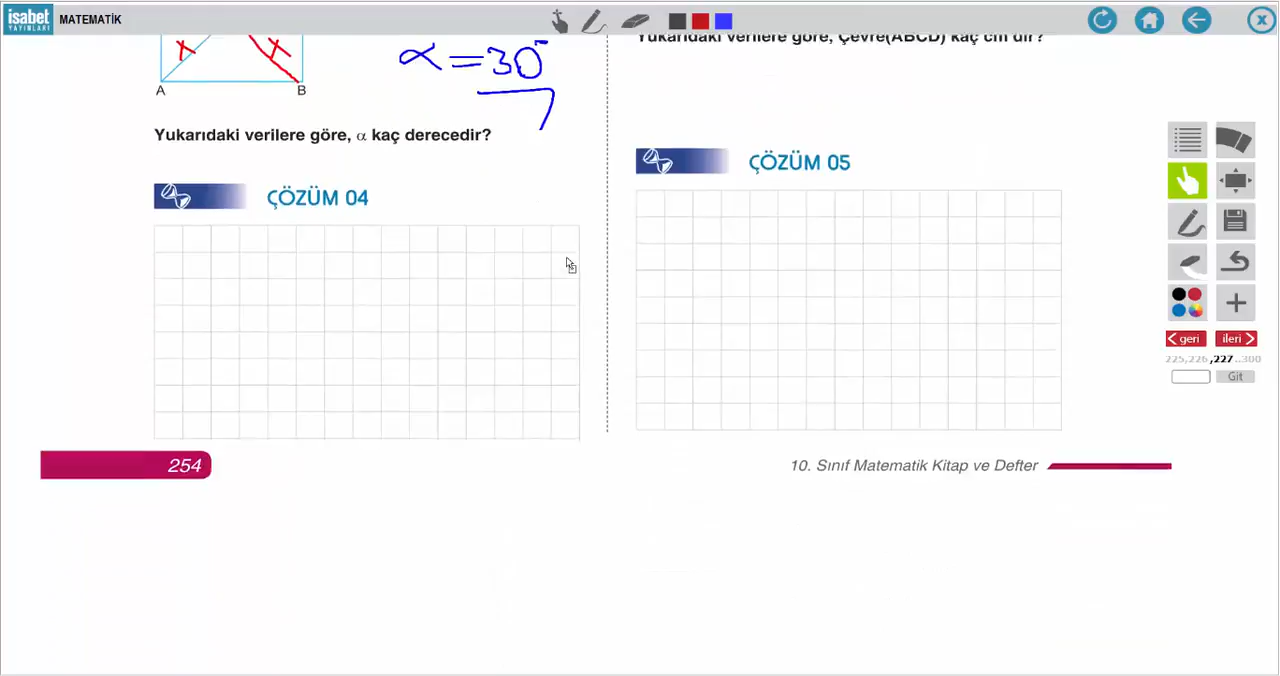 isabet
YAYINLARI
MATEMATİK
x
x
A
B
α = 30°
Yukarıdaki verilere göre, α kaç derecedir?
ÇÖZÜM 04
Yukarıdaki verilere göre, Çevre(ABCD) kaç cm dir?
ÇÖZÜM 05
254
10. Sınıf Matematik Kitap ve Defter
geri
ileri
225,226,227..300
Git